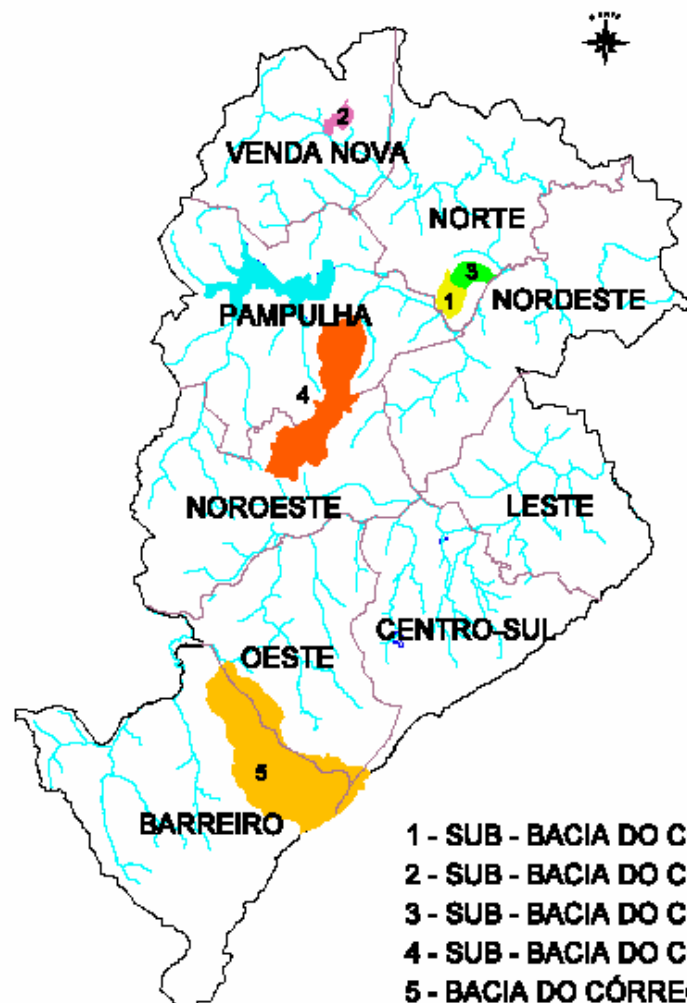 2
VENDA NOVA
NORTE
3
1
NORDESTE
PAMPULHA
4
NOROESTE
LESTE
CENTRO-SUL
OESTE
5
BARREIRO
1 - SUB - BACIA DO C
2 - SUB - BACIA DO C
3 - SUB - BACIA DO C
4 - SUB - BACIA DO C
5 - BACIA DO CÓRRE